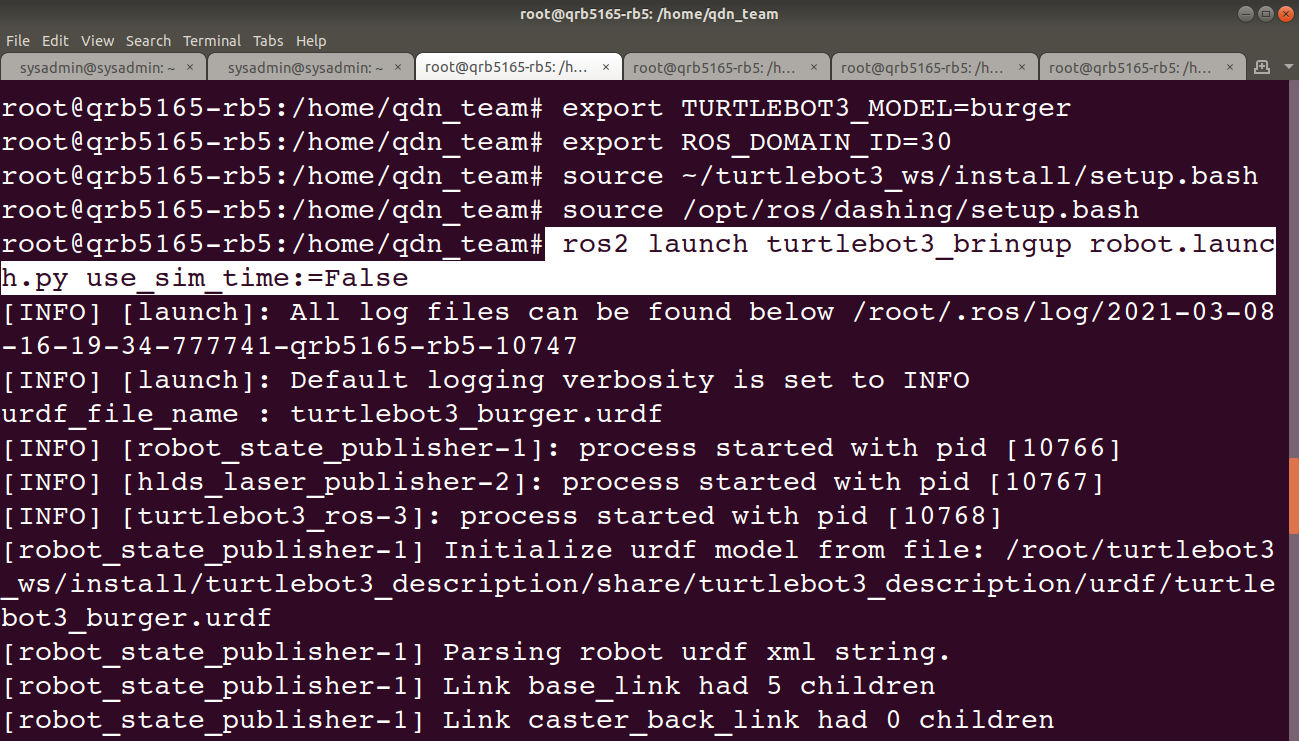 root@qrb5165-rb5: /home/qdn_team
File Edit View Search Terminal Tabs Help
sysadmin@sysadmin: ~ × sysadmin@sysadmin: ~ × root@qrb5165-rb5: /h... × root@qrb5165-rb5: /h... × root@qrb5165-rb5: /h... × root@qrb5165-rb5: /h... ×
root@qrb5165-rb5:/home/qdn_team# export TURTLEBOT3_MODEL=burger
root@qrb5165-rb5:/home/qdn_team# export ROS_DOMAIN_ID=30
root@qrb5165-rb5:/home/qdn_team# source ~/turtlebot3_ws/install/setup.bash
root@qrb5165-rb5:/home/qdn_team# source /opt/ros/dashing/setup.bash
root@qrb5165-rb5:/home/qdn_team# ros2 launch turtlebot3_bringup robot.launc
h.py use_sim_time:=False
[INFO] [launch]: All log files can be found below /root/.ros/log/2021-03-08
-16-19-34-777741-qrb5165-rb5-10747
[INFO] [launch]: Default logging verbosity is set to INFO
urdf_file_name : turtlebot3_burger.urdf
[INFO] [robot_state_publisher-1]: process started with pid [10766]
[INFO] [hlds_laser_publisher-2]: process started with pid [10767]
[INFO] [turtlebot3_ros-3]: process started with pid [10768]
[robot_state_publisher-1] Initialize urdf model from file: /root/turtlebot3
_ws/install/turtlebot3_description/share/turtlebot3_description/urdf/turtle
bot3_burger.urdf
[robot_state_publisher-1] Parsing robot urdf xml string.
[robot_state_publisher-1] Link base_link had 5 children
[robot_state_publisher-1] Link caster_back_link had 0 children